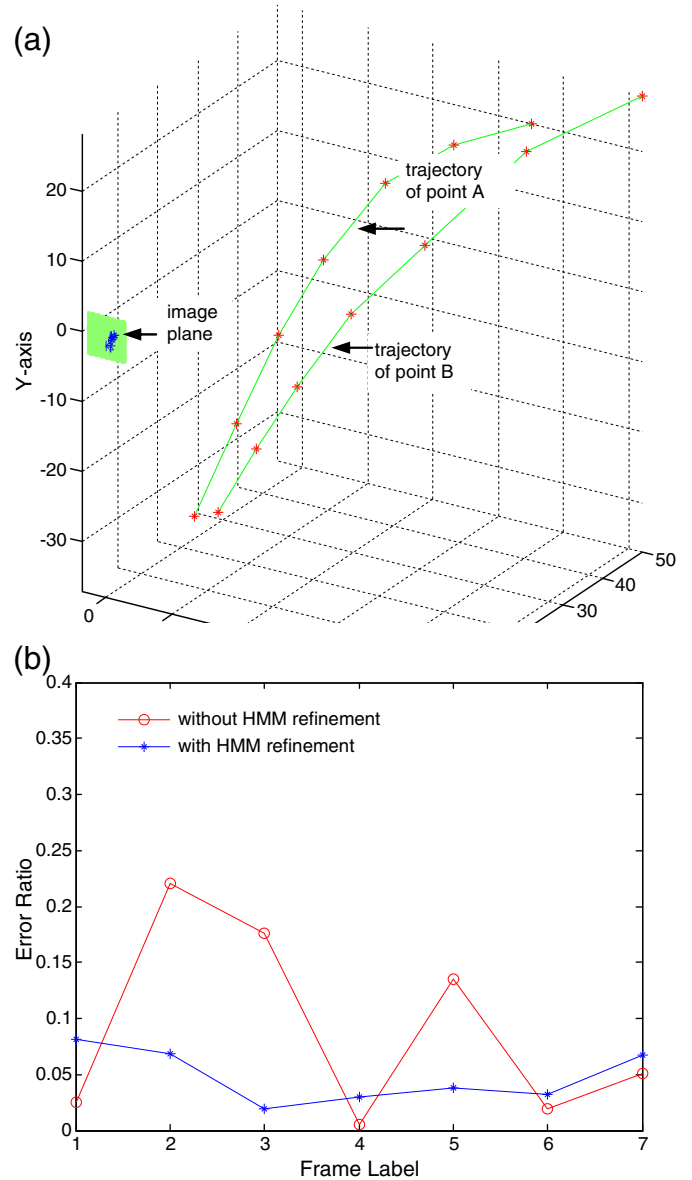 (a)
20
10
0
-10
-20
-30
Y-axis
image
plane
trajectory
of point A
trajectory
of point B
0
30
40
50
(b)
0.4
0.35
0.3
0.25
0.2
0.15
0.1
0.05
0
Error Ratio
without HMM refinement
with HMM refinement
1 2 3 4 5 6 7
Frame Label